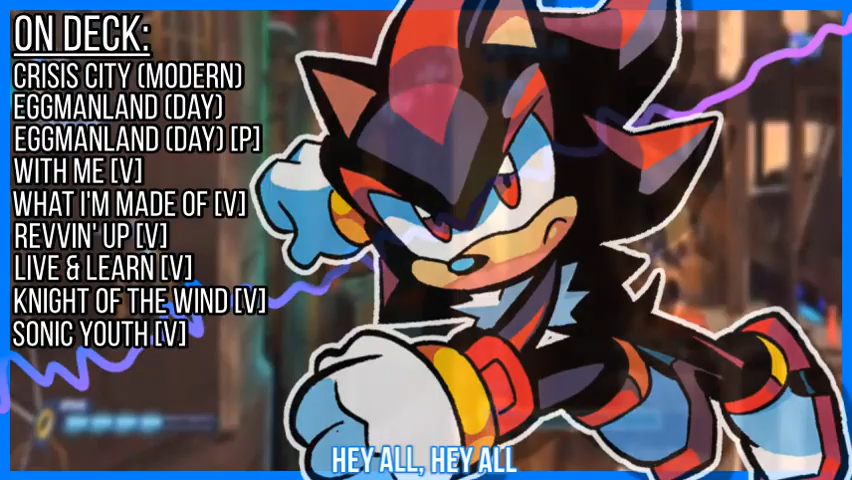 ON DECK:
CRISIS CITY (MODERN)
EGGMANLAND (DAY)
EGGMANLAND (DAY) [P]
WITH ME [V]
WHAT I'M MADE OF [V]
REVVIN' UP [V]
LIVE & LEARN [V]
KNIGHT OF THE WIND [V]
SONIC YOUTH [V]
HEY ALL, HEY ALL